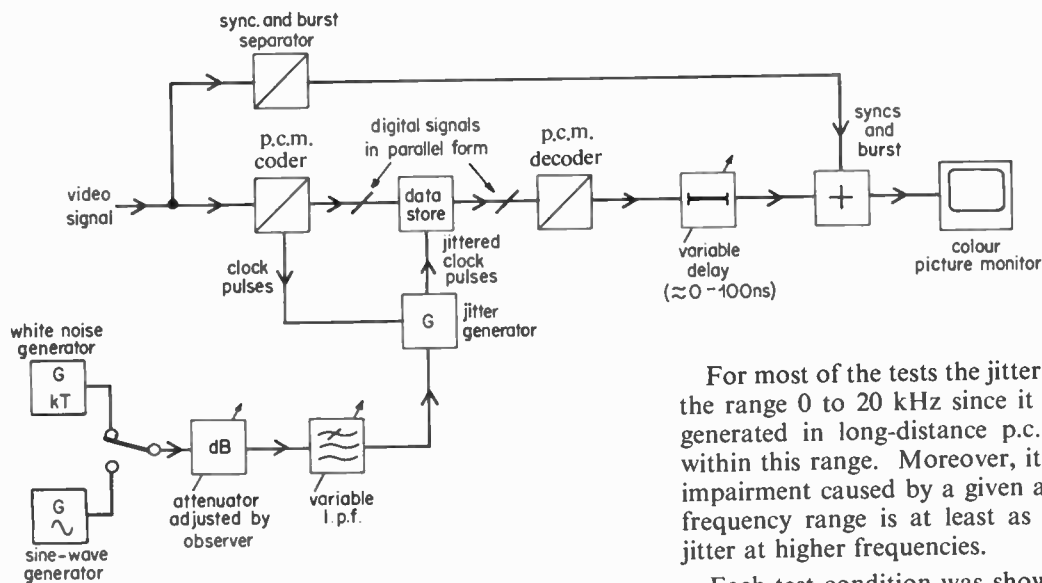 sync. and burst
separator
p.c.m.
coder
digital signals
in parallel form
p.c.m.
decoder
syncs
and
burst
video
signal
data
store
+
clock
pulses
jittered
clock
pulses
variable
delay
(≈0-100ns)
colour
picture monitor
G
jitter
generator
white noise
generator
G
kT
dB
attenuator
adjusted by
observer
variable
l.p.f.
G
sine-wave
generator
For most of the tests the jitter
the range 0 to 20 kHz since it
generated in long-distance p.c.
within this range. Moreover, it
impairment caused by a given a
frequency range is at least as
jitter at higher frequencies.
Each test condition was show